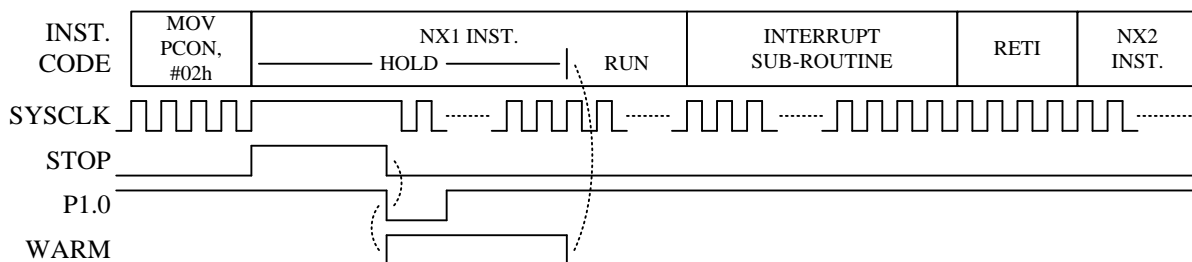 INST.
CODE
MOV
PCON,
#02h
NX1 INST.
HOLD
RUN
INTERRUPT
SUB-ROUTINE
RETI
NX2
INST.
SYSCLK
STOP
P1.0
WARM